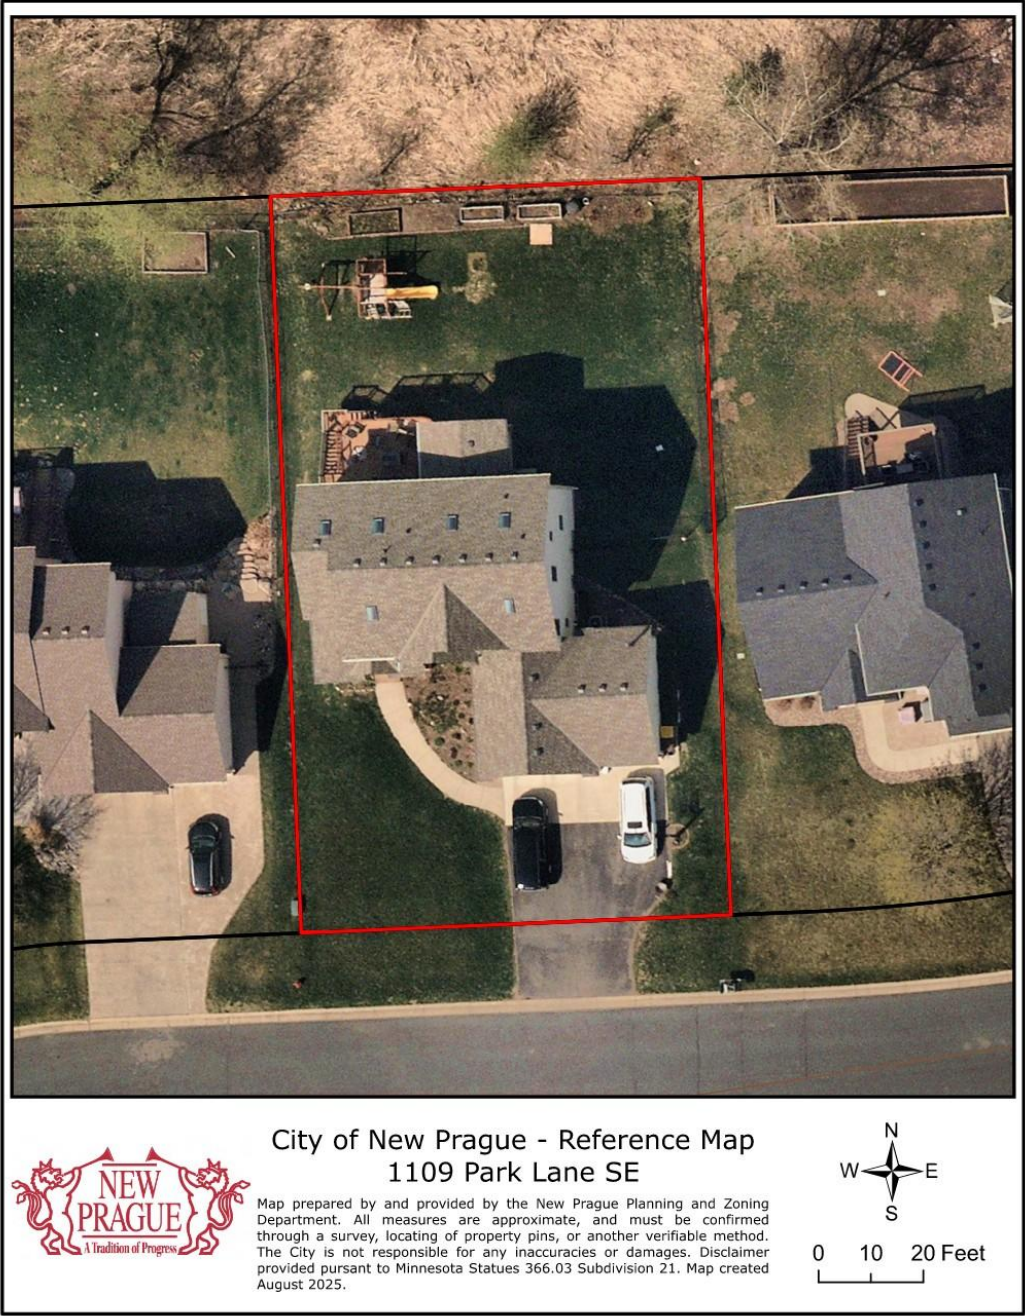 City of New Prague - Reference Map
1109 Park Lane SE
NEW
PRAGUE
A Tradition of Progress
Map prepared by and provided by the New Prague Planning and Zoning
Department. All measures are approximate, and must be confirmed
through a survey, locating of property pins, or another verifiable method.
The City is not responsible for any inaccuracies or damages. Disclaimer
provided pursuant to Minnesota Statues 366.03 Subdivision 21. Map created
August 2025.
N
W E
S
0 10 20 Feet